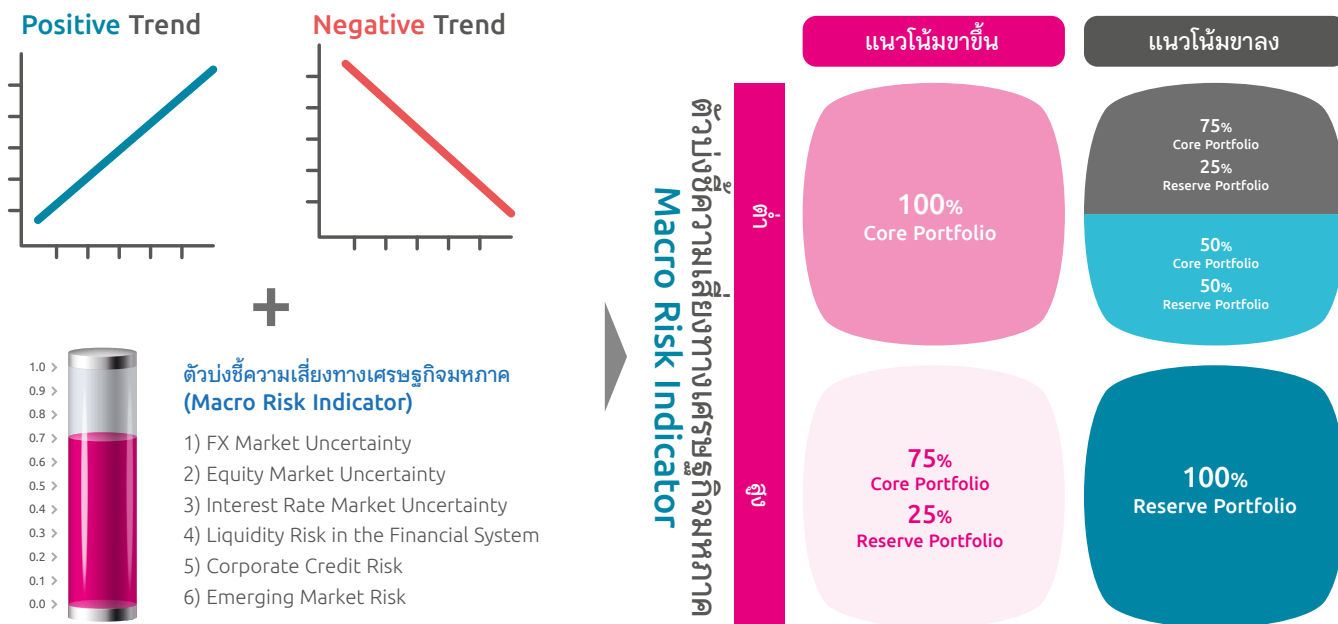 Positive Trend
Negative Trend
1.0
0.9
0.8
0.7
0.6
0.5
0.4
0.3
0.2
0.1
0.0
ตัวบ่งชี้ความเสี่ยงทางเศรษฐกิจมหภาค
(Macro Risk Indicator)
1) FX Market Uncertainty
2) Equity Market Uncertainty
3) Interest Rate Market Uncertainty
4) Liquidity Risk in the Financial System
5) Corporate Credit Risk
6) Emerging Market Risk
ตัวบ่งชี้ความเสี่ยงทางเศรษฐกิจมหภาค
Macro Risk Indicator
แนวโน้มขาขึ้น
แนวโน้มขาลง
ต่ำ
100%
Core Portfolio
75%
Core Portfolio
25%
Reserve Portfolio
50%
Core Portfolio
50%
Reserve Portfolio
สูง
75%
Core Portfolio
25%
Reserve Portfolio
100%
Reserve Portfolio